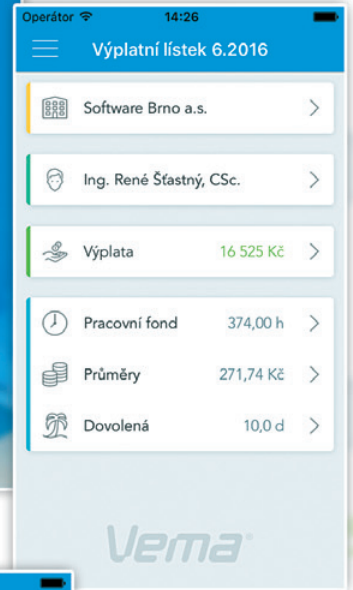 Operátor 14:26
Výplatní lístek 6.2016
Software Brno a.s.
Ing. René Šťastný, CSc.
Výplata 16 525 Kč
Pracovní fond 374,00 h
Průměry 271,74 Kč
Dovolená 10,0 d
Vema